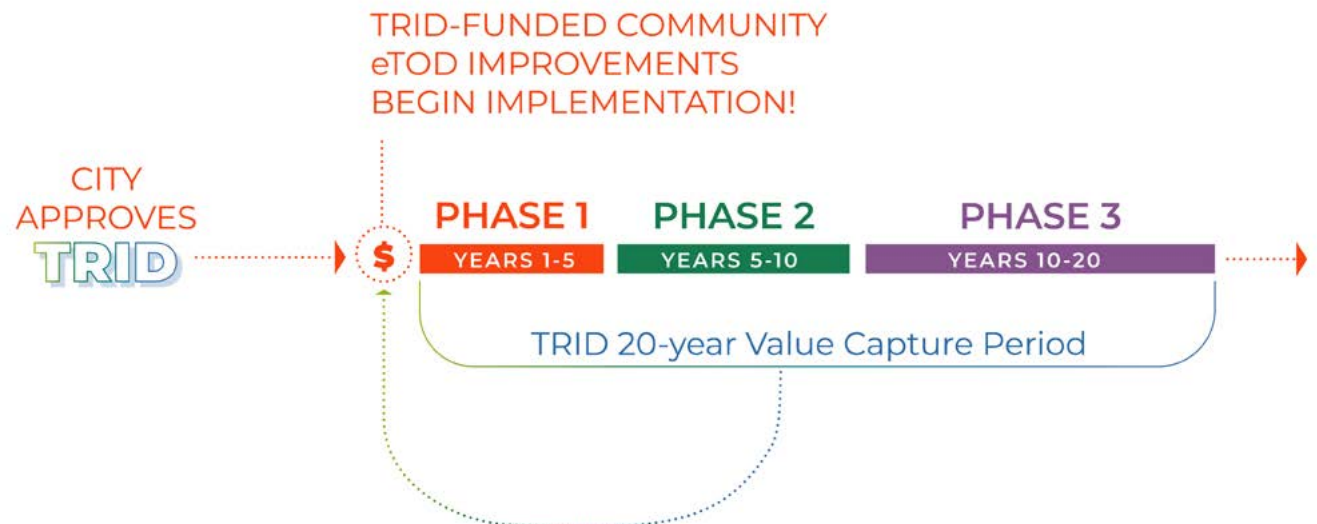 TRID-FUNDED COMMUNITY
eTOD IMPROVEMENTS
BEGIN IMPLEMENTATION!
CITY
APPROVES
TRID
$
PHASE 1
YEARS 1-5
PHASE 2
YEARS 5-10
PHASE 3
YEARS 10-20
TRID 20-year Value Capture Period